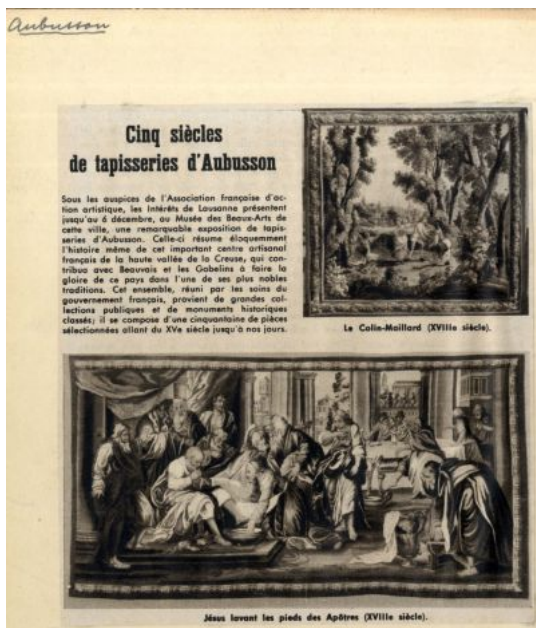 Aubusson
Cinq siècles
de tapisseries d'Aubusson
Sous les auspices de l'Association française d'ac-
tion artistique, les Intérêts de Lausanne présentent
jusqu'au 6 décembre, au Musée des Beaux-Arts de
cette ville, une remarquable exposition de tapis-
series d'Aubusson. Celle-ci résume éloquemment
l'histoire même de cet important centre artisanal
français de la haute vallée de la Creuse, qui con-
tribua avec Beauvais et les Gobelins à faire la
gloire de ce pays dans l'une de ses plus nobles
traditions. Cet ensemble, réuni par les soins du
gouvernement français, provient de grandes col-
lections publiques et de monuments historiques
classés; il se compose d'une cinquantaine de pièces
sélectionnées allant du XVe siècle jusqu'à nos jours.
Le Colin-Maillard (XVIIIe siècle).
Jésus lavant les pieds des Apôtres (XVIIIe siècle).